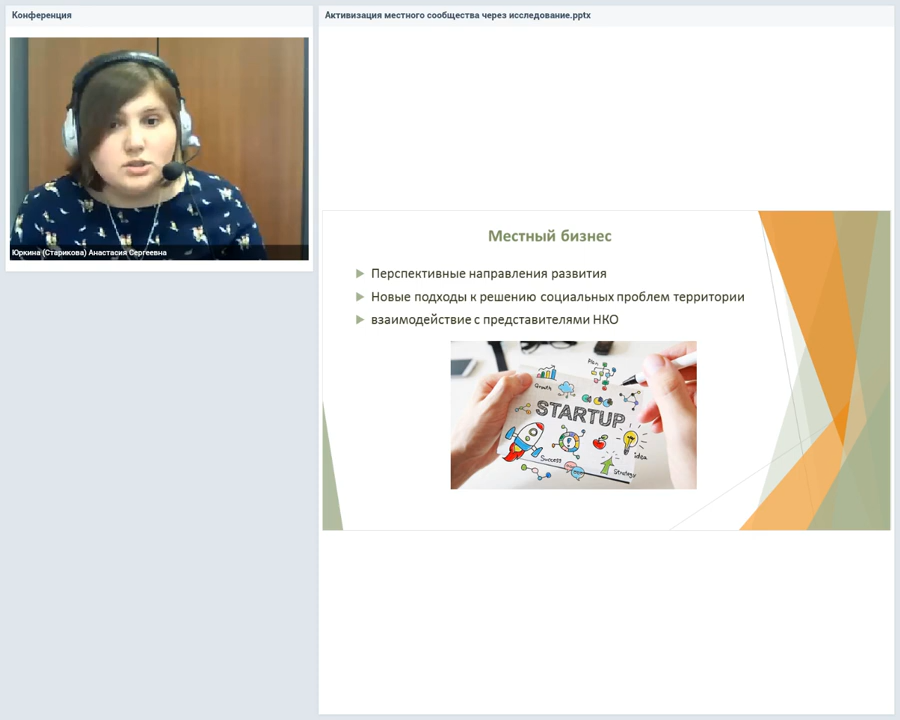 Конференция
Активизация местного сообщества через исследование.pptx
Юркина (Старикова) Анастасия Сергеевна
Местный бизнес
Перспективные направления развития
Новые подходы к решению социальных проблем территории
взаимодействие с представителями НКО
Plan
Growth
STARTUP
idea
Success
Strategy